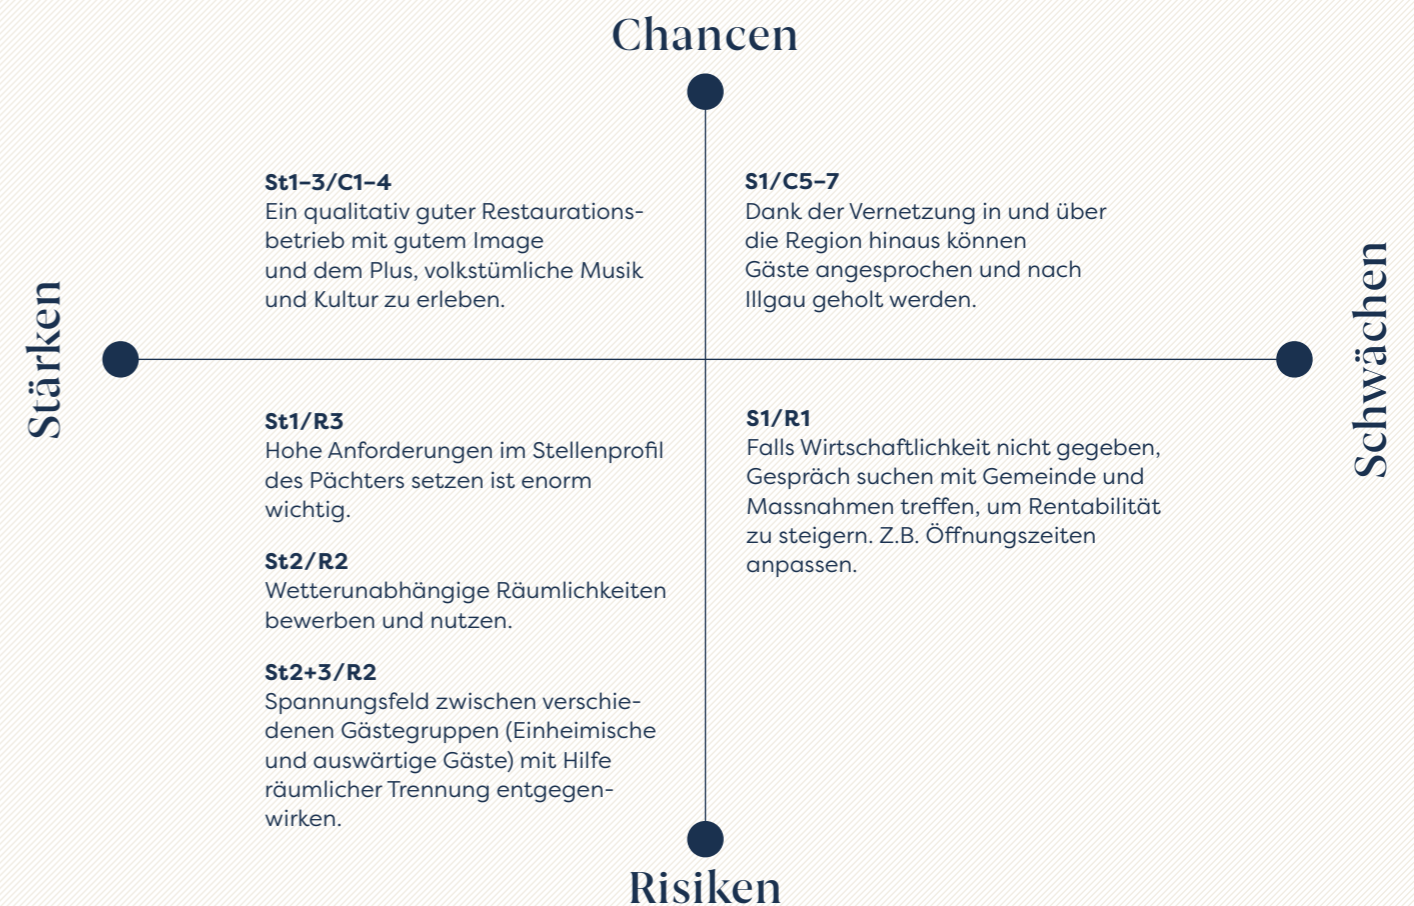 Chancen
Stärken
Schwächen
St1–3/C1–4
Ein qualitativ guter Restaurations-
betrieb mit gutem Image
und dem Plus, volkstümliche Musik
und Kultur zu erleben.
S1/C5–7
Dank der Vernetzung in und über
die Region hinaus können
Gäste angesprochen und nach
Illgau geholt werden.
St1/R3
Hohe Anforderungen im Stellenprofil
des Pächters setzen ist enorm
wichtig.
St2/R2
Wetterunabhängige Räumlichkeiten
bewerben und nutzen.
St2+3/R2
Spannungsfeld zwischen verschie-
denen Gästegruppen (Einheimische
und auswärtige Gäste) mit Hilfe
räumlicher Trennung entgegen-
wirken.
S1/R1
Falls Wirtschaftlichkeit nicht gegeben,
Gespräch suchen mit Gemeinde und
Massnahmen treffen, um Rentabilität
zu steigern. Z.B. Öffnungszeiten
anpassen.
Risiken